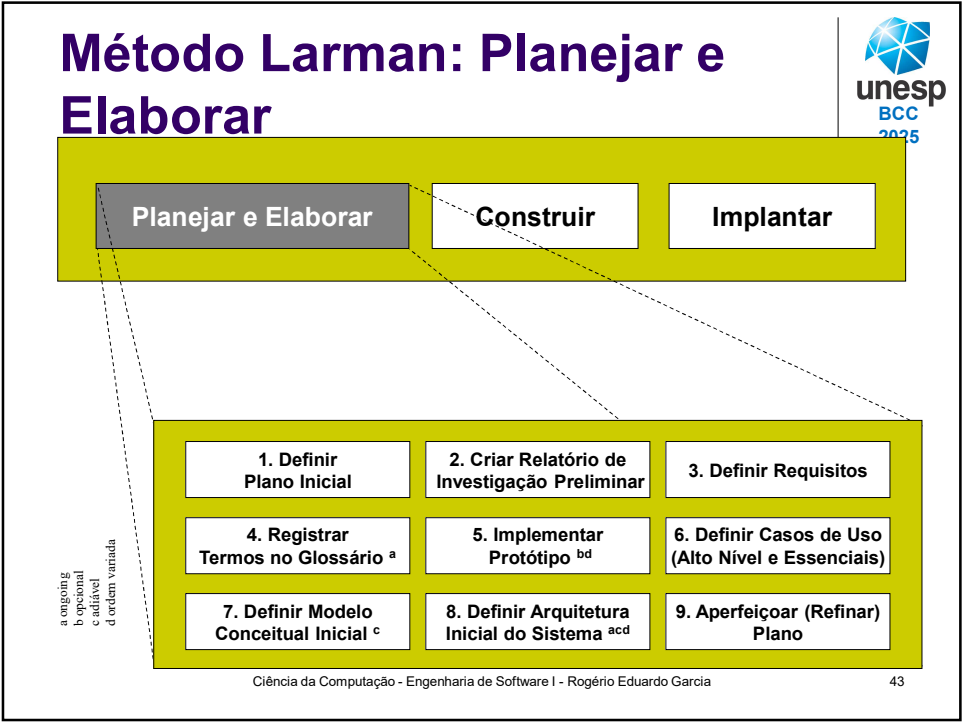 Método Larman: Planejar e
Elaborar
unesp
BCC
2025
Planejar e Elaborar
Construir
Implantar
1. Definir
Plano Inicial
2. Criar Relatório de
Investigação Preliminar
3. Definir Requisitos
4. Registrar
Termos no Glossário a
5. Implementar
Protótipo bd
6. Definir Casos de Uso
(Alto Nível e Essenciais)
7. Definir Modelo
Conceitual Inicial c
8. Definir Arquitetura
Inicial do Sistema acd
9. Aperfeiçoar (Refinar)
Plano
a ongoing
b opcional
c adiável
d ordem variada
Ciência da Computação - Engenharia de Software I - Rogério Eduardo Garcia
43